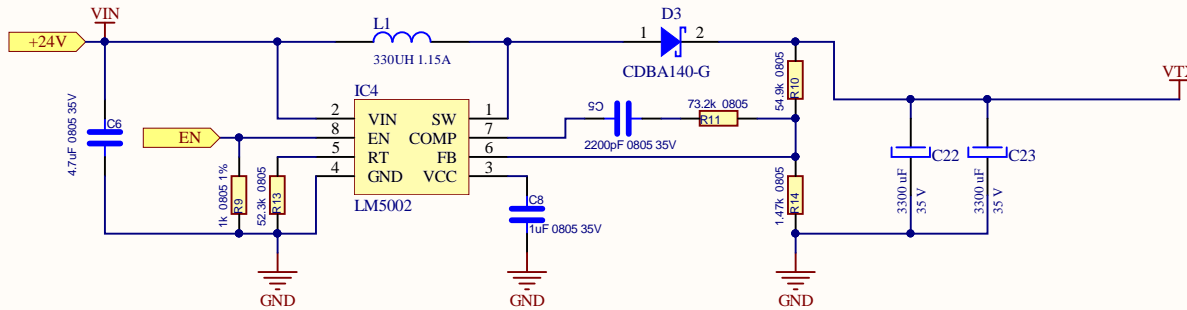 VIN
+24V
L1
330UH 1.15A
D3
1
2
CDBA140-G
54.9k 0805
R10
VTX
C6
4.7uF 0805 35V
EN
IC4
2 VIN SW 1
8 EN COMP 7
5 RT FB 6
4 GND VCC 3
LM5002
C5
2200pF 0805 35V
73.2k 0805
R11
R9
1k 0805 1%
R13
52.3k 0805
C8
1uF 0805 35V
R14
1.47k 0805
C22
3300 uF
35 V
C23
3300 uF
35 V
GND
GND
GND